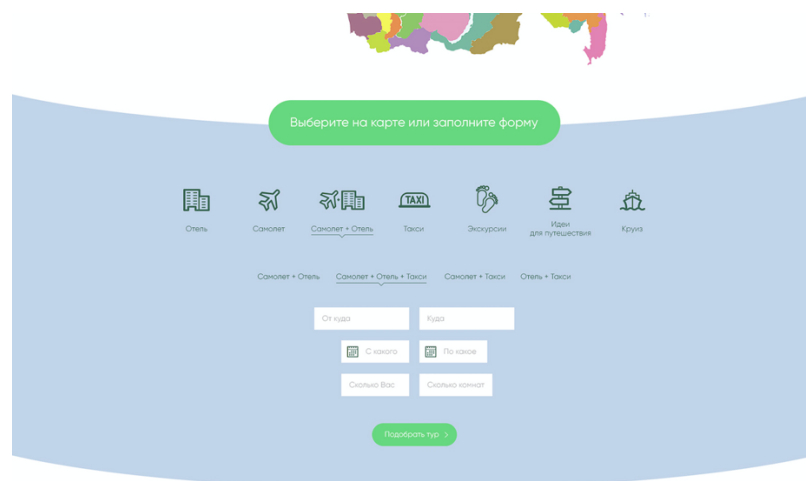 Выберите на карте или заполните форму
TAXI
Отель
Самолет
Самолет + Отель
Такси
Экскурсии
Идеи
для путешествия
Круиз
Самолет + Отель
Самолет + Отель + Такси
Самолет + Такси
Отель + Такси
От куда
Куда
С какого
По какое
Сколько Вас
Сколько комнат
Подобрать тур